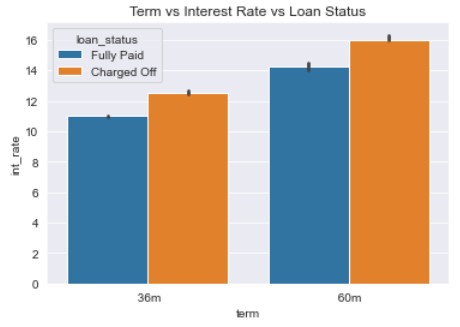 Term vs Interest Rate vs Loan Status
loan_status
Fully Paid
Charged Off
int_rate
16
14
12
10
8
6
4
2
0
36m
60m
term